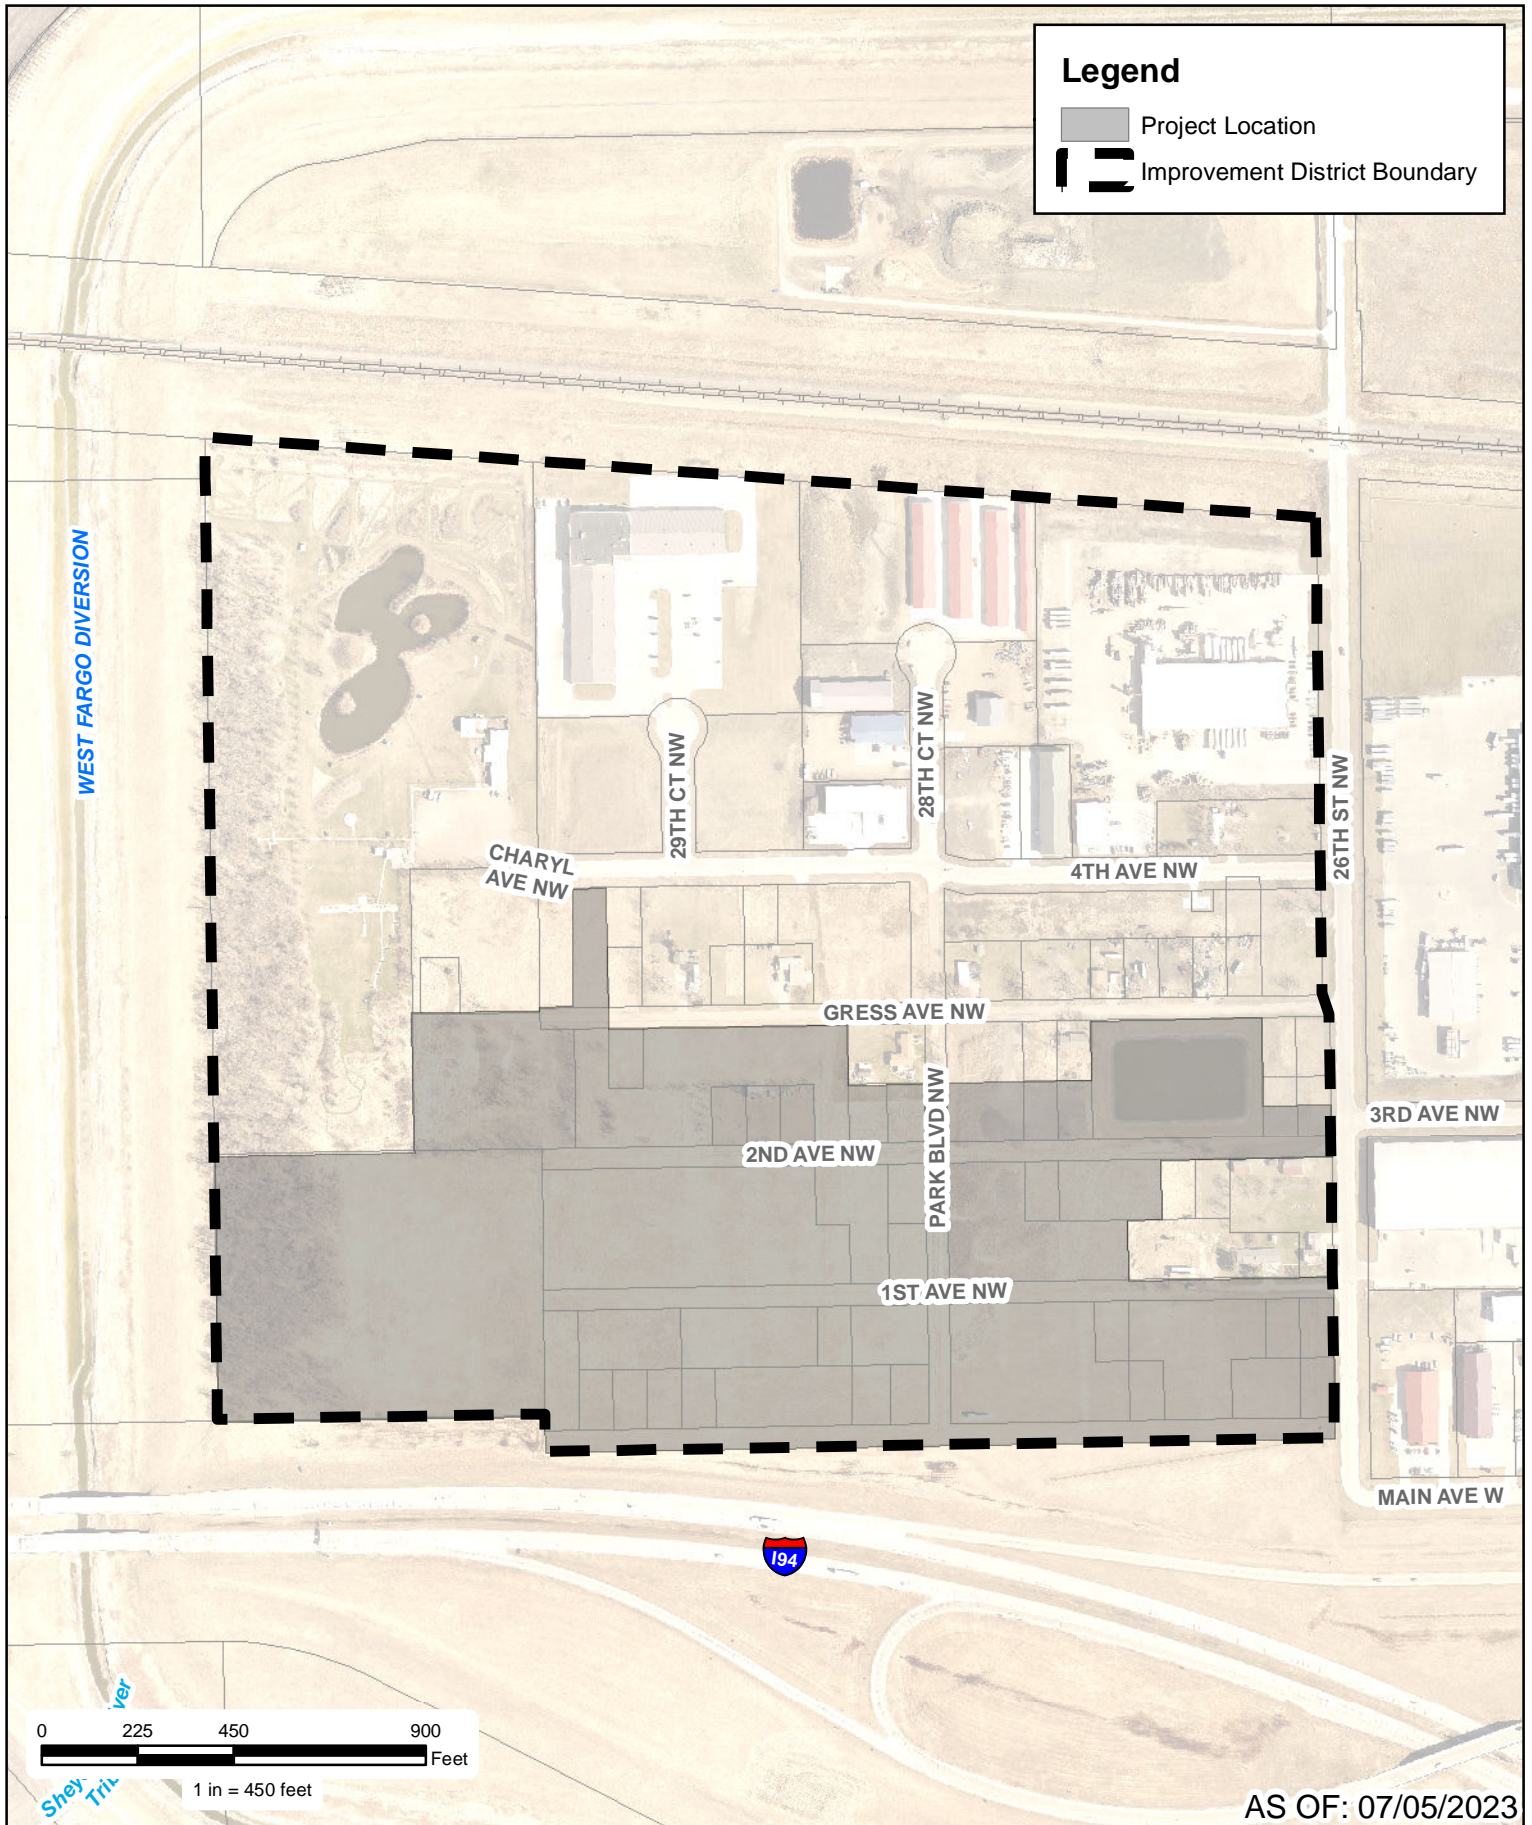 Legend
Project Location
Improvement District Boundary
WEST FARGO DIVERSION
29TH CT NW
28TH CT NW
26TH ST NW
CHARYL
AVE NW
4TH AVE NW
GRESS AVE NW
PARK BLVD NW
3RD AVE NW
2ND AVE NW
1ST AVE NW
MAIN AVE W
I94
0 225 450 900
Feet
1 in = 450 feet
AS OF: 07/05/2023